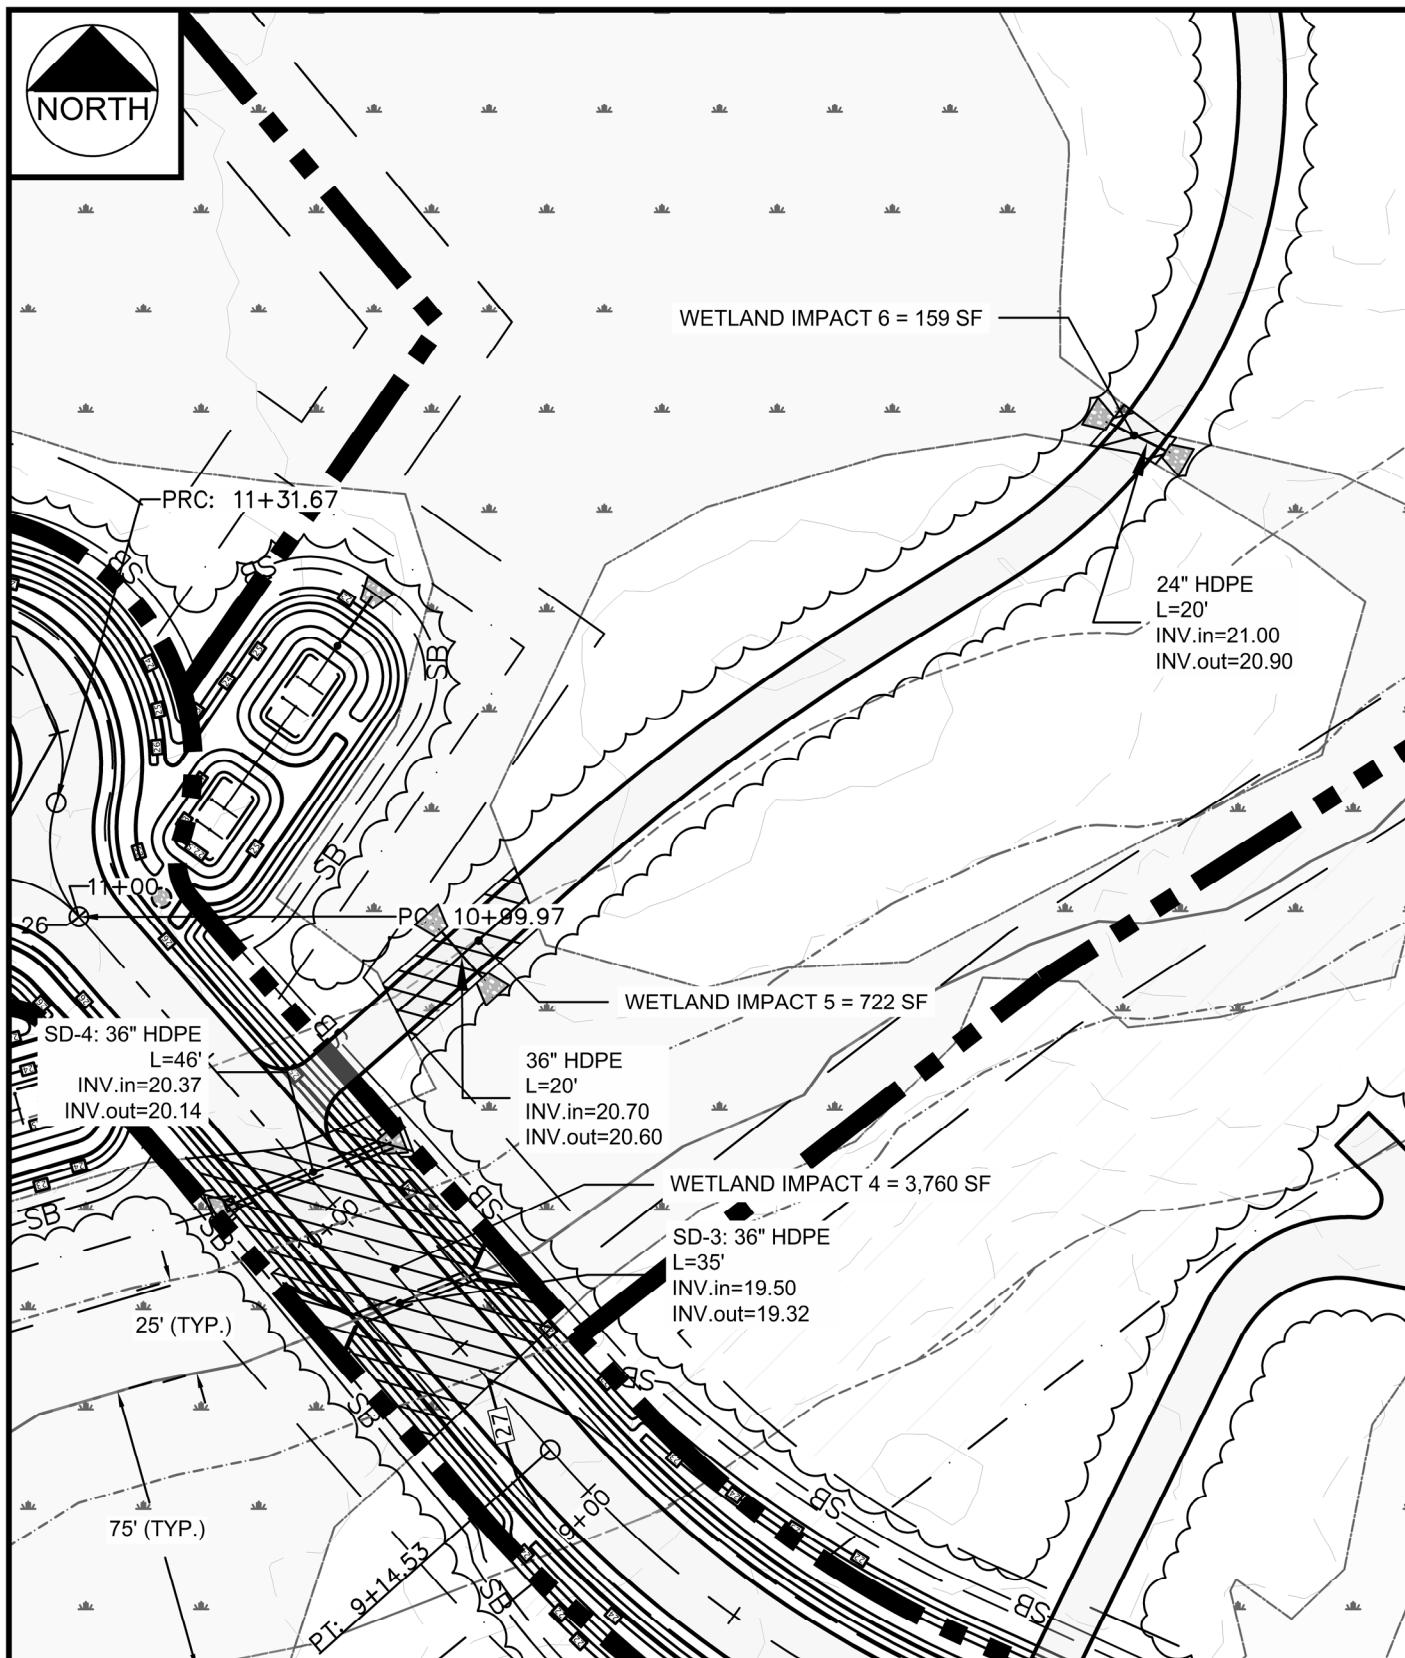 NORTH
WETLAND IMPACT 6 = 159 SF
PRC: 11+31.67
24" HDPE
L=20'
INV.in=21.00
INV.out=20.90
SB
SB
SB
SB
11+00
26
10+99.97
WETLAND IMPACT 5 = 722 SF
SB
SD-4: 36" HDPE
L=46'
INV.in=20.37
INV.out=20.14
36" HDPE
L=20'
INV.in=20.70
INV.out=20.60
WETLAND IMPACT 4 = 3,760 SF
SB
SB
SB
SD-3: 36" HDPE
L=35'
INV.in=19.50
INV.out=19.32
25' (TYP.)
SB
SB
27
75' (TYP.)
9+00
PT: 9+14.53
SB
SB
SB